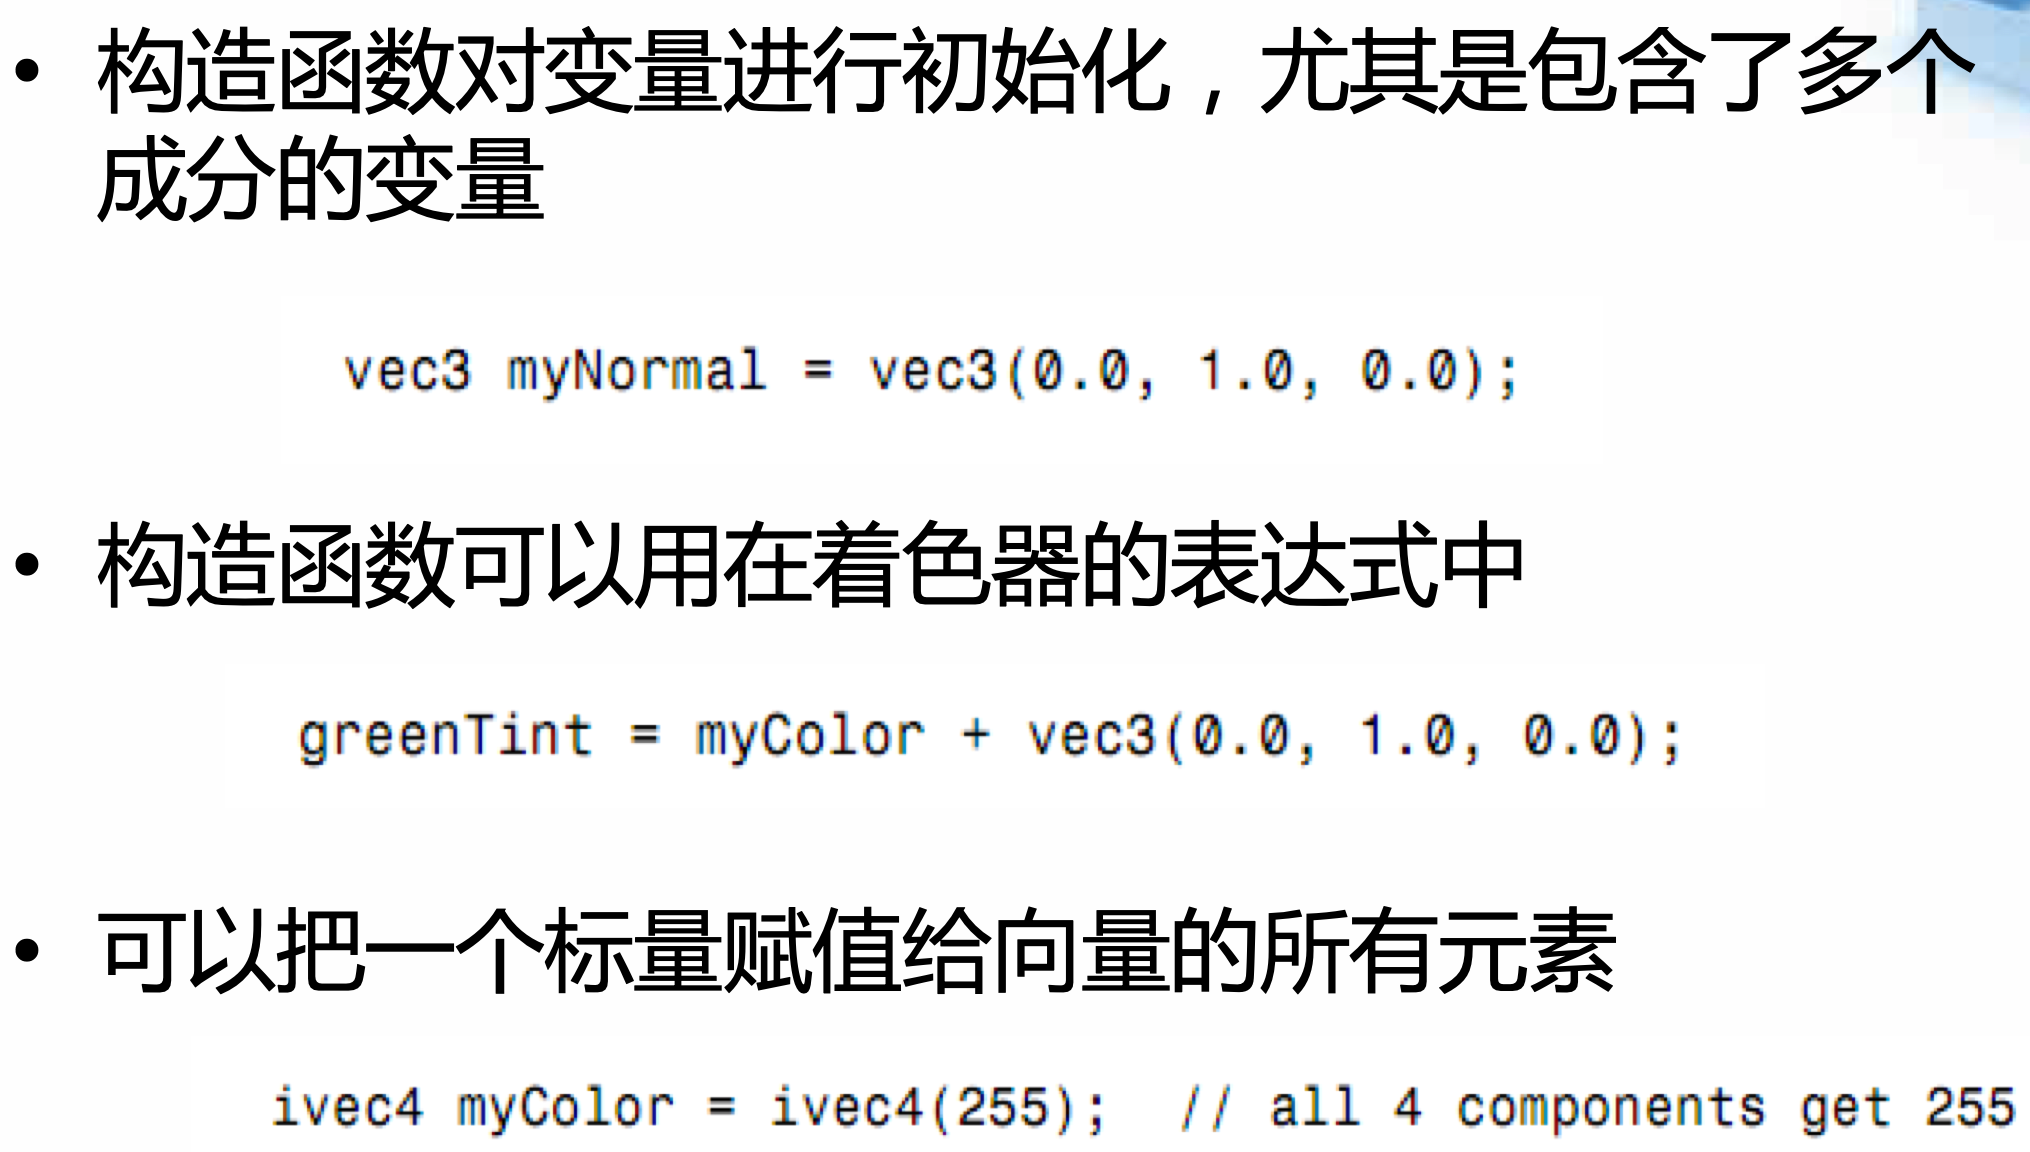 • 构造函数对变量进行初始化，尤其是包含了多个
成分的变量
vec3 myNormal = vec3(0.0, 1.0, 0.0);
• 构造函数可以用在着色器的表达式中
greenTint = myColor + vec3(0.0, 1.0, 0.0);
• 可以把一个标量赋值给向量的所有元素
ivec4 myColor = ivec4(255);  // all 4 components get 255